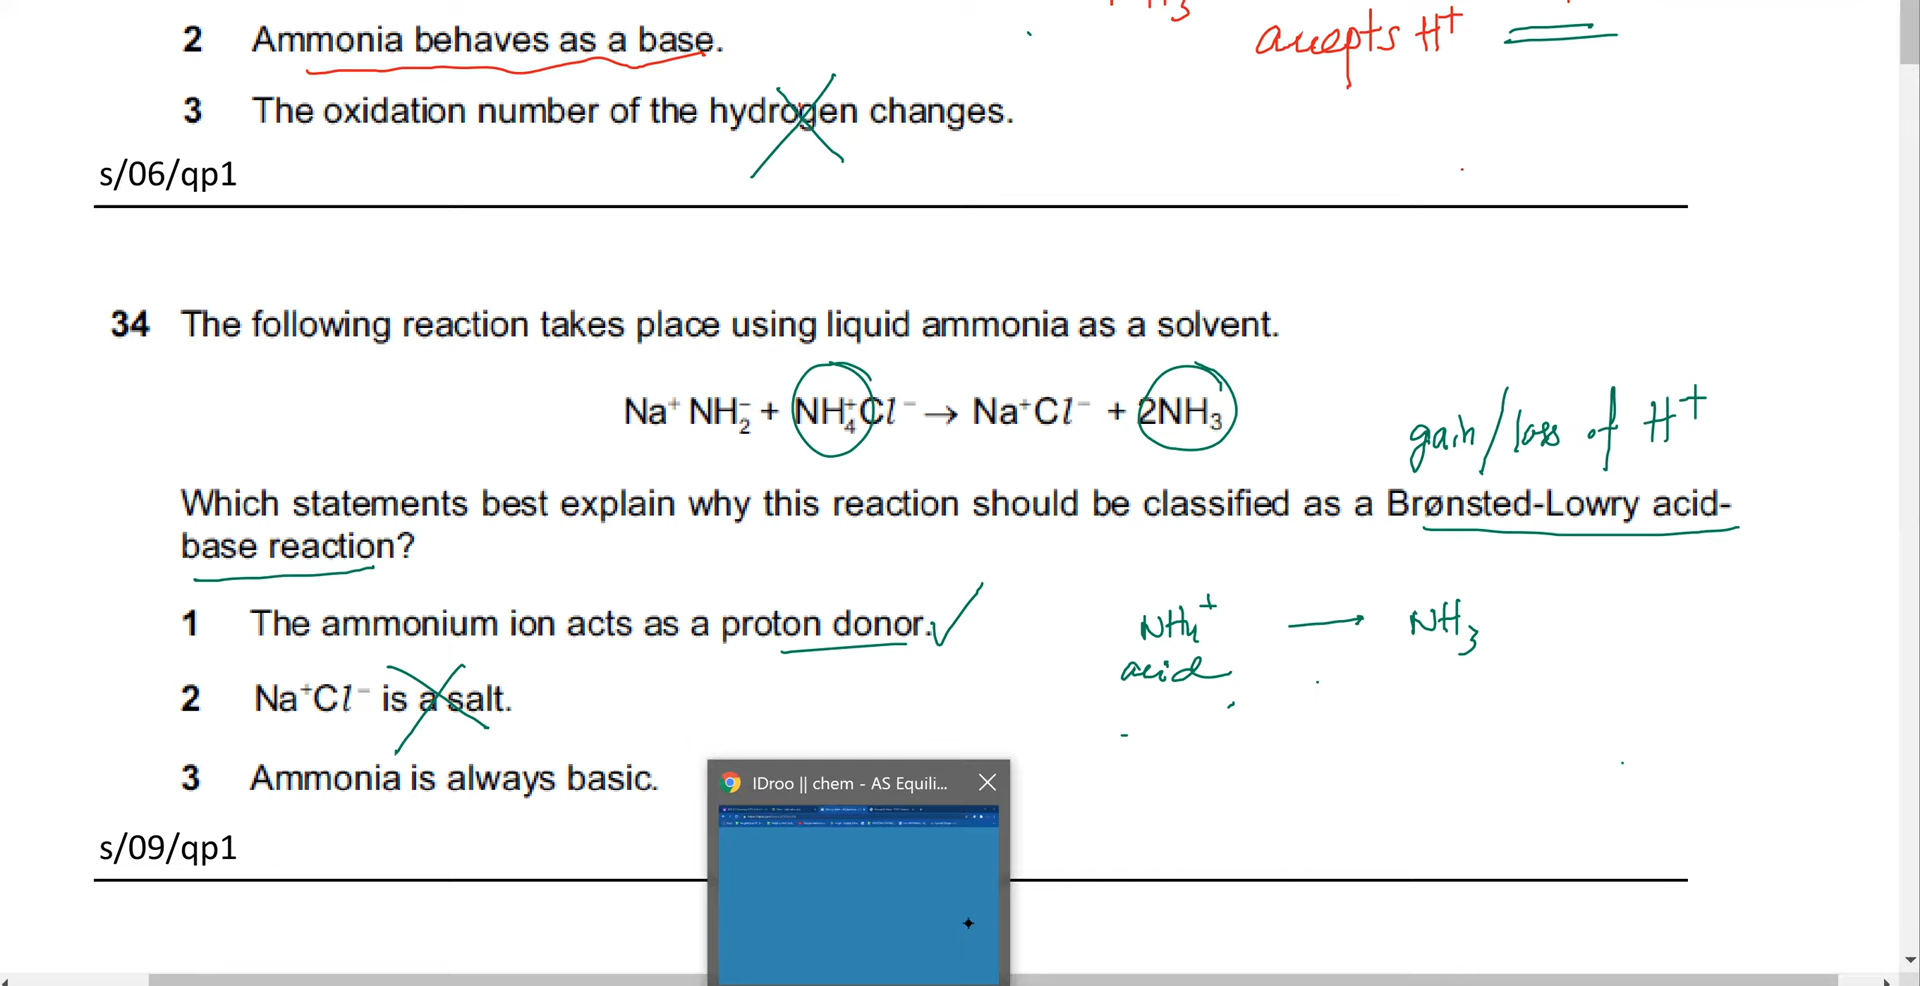 H3
2 Ammonia behaves as a base.
accepts H+
3 The oxidation number of the hydrogen changes.
s/06/qp1
34 The following reaction takes place using liquid ammonia as a solvent.
Na⁺ NH₂⁻ + NH₄⁺Cl⁻ → Na⁺Cl⁻ + 2NH₃
gain/loss of H+
Which statements best explain why this reaction should be classified as a Brønsted-Lowry acid-
base reaction?
1 The ammonium ion acts as a proton donor.
NH4+ → NH3
acid
2 Na⁺Cl⁻ is a salt.
3 Ammonia is always basic.
IDroo || chem - AS Equili...
s/09/qp1